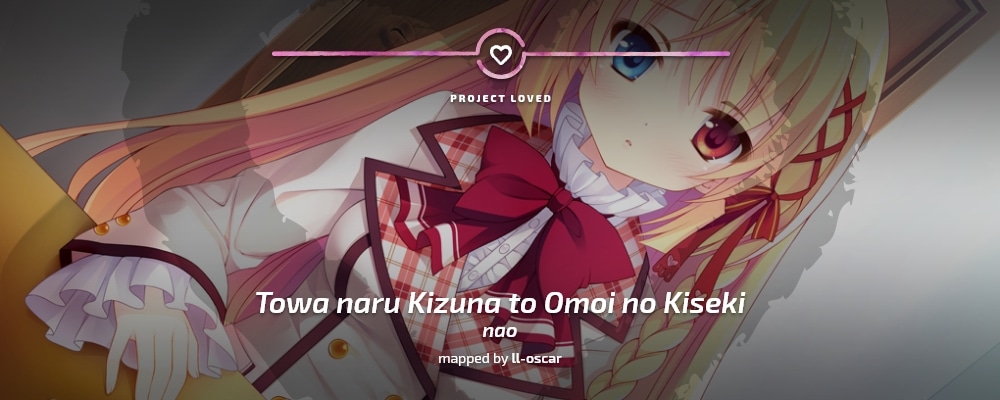 PROJECT LOVED
Towa naru Kizuna to Omoi no Kiseki
nao
mapped by ll-oscar